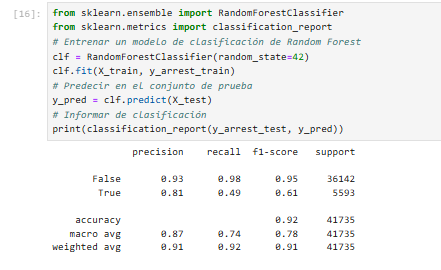 [16]: from sklearn.ensemble import RandomForestClassifier
from sklearn.metrics import classification_report
# Entrenar un modelo de clasificación de Random Forest
clf = RandomForestClassifier(random_state=42)
clf.fit(X_train, y_arrest_train)
# Predecir en el conjunto de prueba
y_pred = clf.predict(X_test)
# Informar de clasificación
print(classification_report(y_arrest_test, y_pred))
precision recall f1-score support
False 0.93 0.98 0.95 36142
True 0.81 0.49 0.61 5593
accuracy 0.92 41735
macro avg 0.87 0.74 0.78 41735
weighted avg 0.91 0.92 0.91 41735